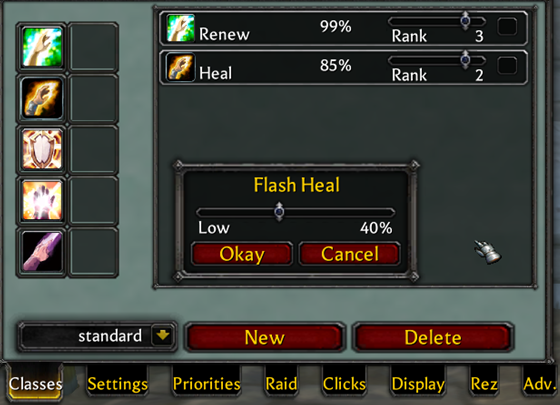 Renew 99% Rank 3
Heal 85% Rank 2
Flash Heal
Low 40%
Okay Cancel
standard New Delete
Classes Settings Priorities Raid Clicks Display Rez Adv.